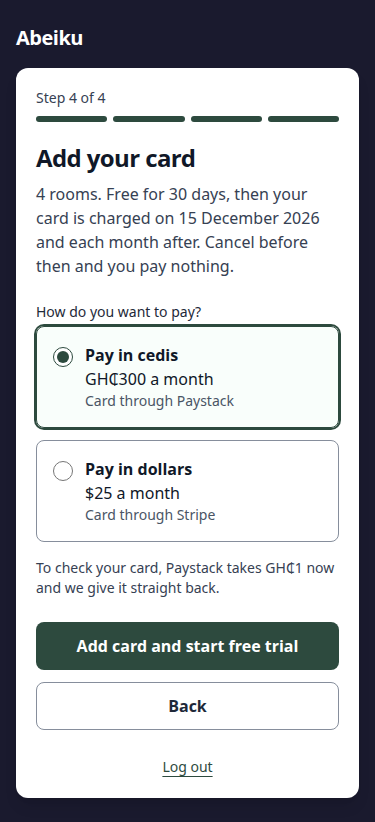 Abeiku
Step 4 of 4
Add your card
4 rooms. Free for 30 days, then your
card is charged on 15 December 2026
and each month after. Cancel before
then and you pay nothing.
How do you want to pay?
Pay in cedis
GH₵300 a month
Card through Paystack
Pay in dollars
$25 a month
Card through Stripe
To check your card, Paystack takes GH₵1 now
and we give it straight back.
Add card and start free trial
Back
Log out